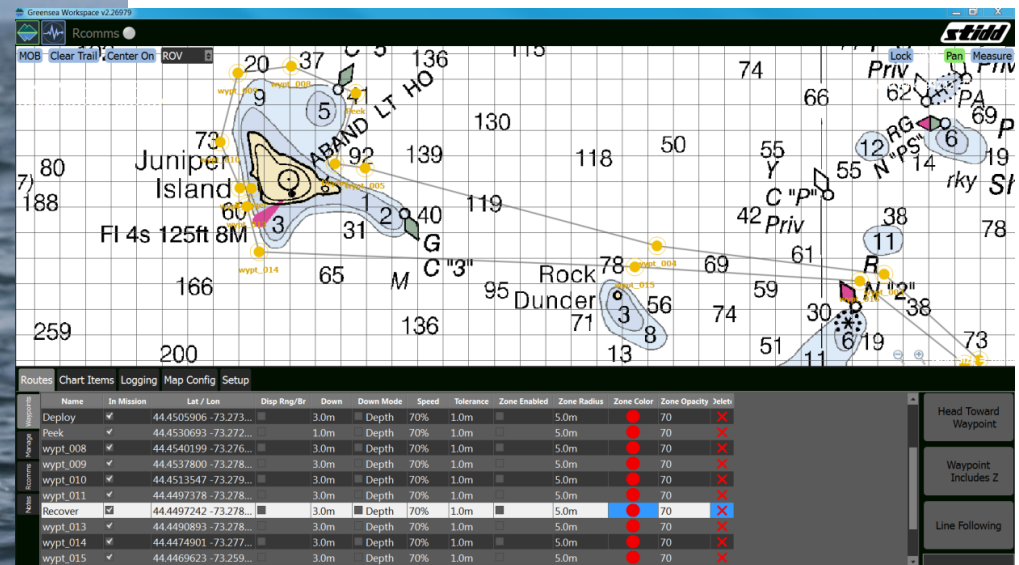 Greensea Workspace v2.26979
Rcomms
stidd
MOB Clear Trail Center On ROV Lock Pan Measure
C "5"
115
20 37 136 74 Priv Priv
wypt_009 wypt_008 66 62 PA
9 41 Peek 69
5 ABAND LT HO 130 RG
73 6
Juniper 92 139 118 50 55 12 N "PS" 14 19
80 Y 55 rky Sh
7) Island wypt_005
188 60 1 119 C "P"
3 2 40 42 Priv 38 78
Fl 4s 125ft 8M 31 G 11
wypt_014 C "3" 61 R
166 65 M Rock 78 wypt_004 69
95 Dunder wypt_015 59 N "2"
56 30 38
259 136 71 3 74
8 6 19 73
200 13 51 11
Routes Chart Items Logging Map Config Setup
Waypoints
Manage
Rcomms
Notes
Name In Mission Lat / Lon Disp Rng/Br Down Down Mode Speed Tolerance Zone Enabled Zone Radius Zone Color Zone Opacity Delete
Deploy 44.4505906 -73.273... 3.0m Depth 70% 1.0m 5.0m 70
Peek 44.4530693 -73.272... 1.0m Depth 70% 1.0m 5.0m 70
wypt_008 44.4540199 -73.276... 3.0m Depth 70% 1.0m 5.0m 70
wypt_009 44.4537800 -73.278... 3.0m Depth 70% 1.0m 5.0m 70
wypt_010 44.4513547 -73.279... 3.0m Depth 70% 1.0m 5.0m 70
wypt_011 44.4497378 -73.278... 3.0m Depth 70% 1.0m 5.0m 70
Recover 44.4497242 -73.278... 3.0m Depth 70% 1.0m 5.0m 70
wypt_013 44.4490893 -73.278... 3.0m Depth 70% 1.0m 5.0m 70
wypt_014 44.4474901 -73.277... 3.0m Depth 70% 1.0m 5.0m 70
wypt_015 44.4469623 -73.259... 3.0m Depth 70% 1.0m 5.0m 70
Head Toward
Waypoint
Waypoint
Includes Z
Line Following